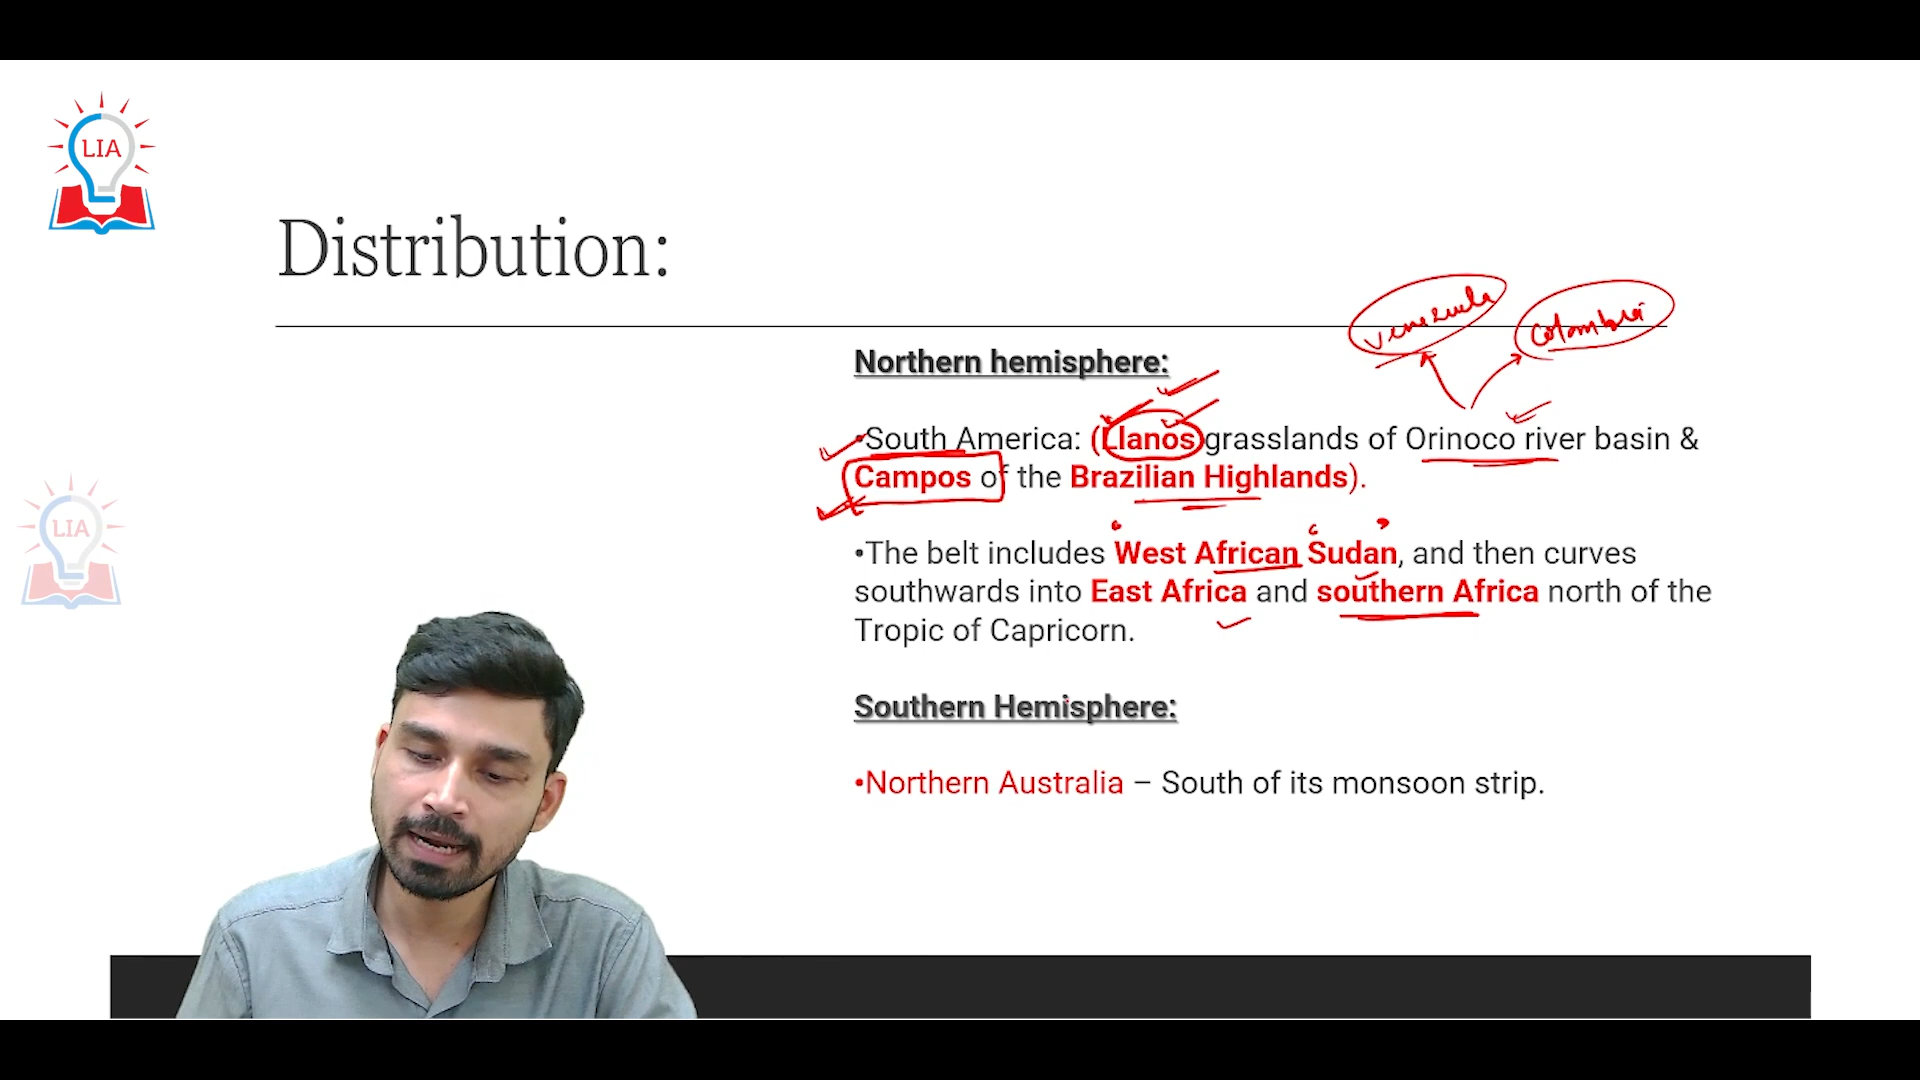 LIA
Distribution:
Venezuela
Colombia
Northern hemisphere:
•South America: (Llanos grasslands of Orinoco river basin &
Campos of the Brazilian Highlands).
LIA
•The belt includes West African Sudan, and then curves
southwards into East Africa and southern Africa north of the
Tropic of Capricorn.
Southern Hemisphere:
•Northern Australia – South of its monsoon strip.